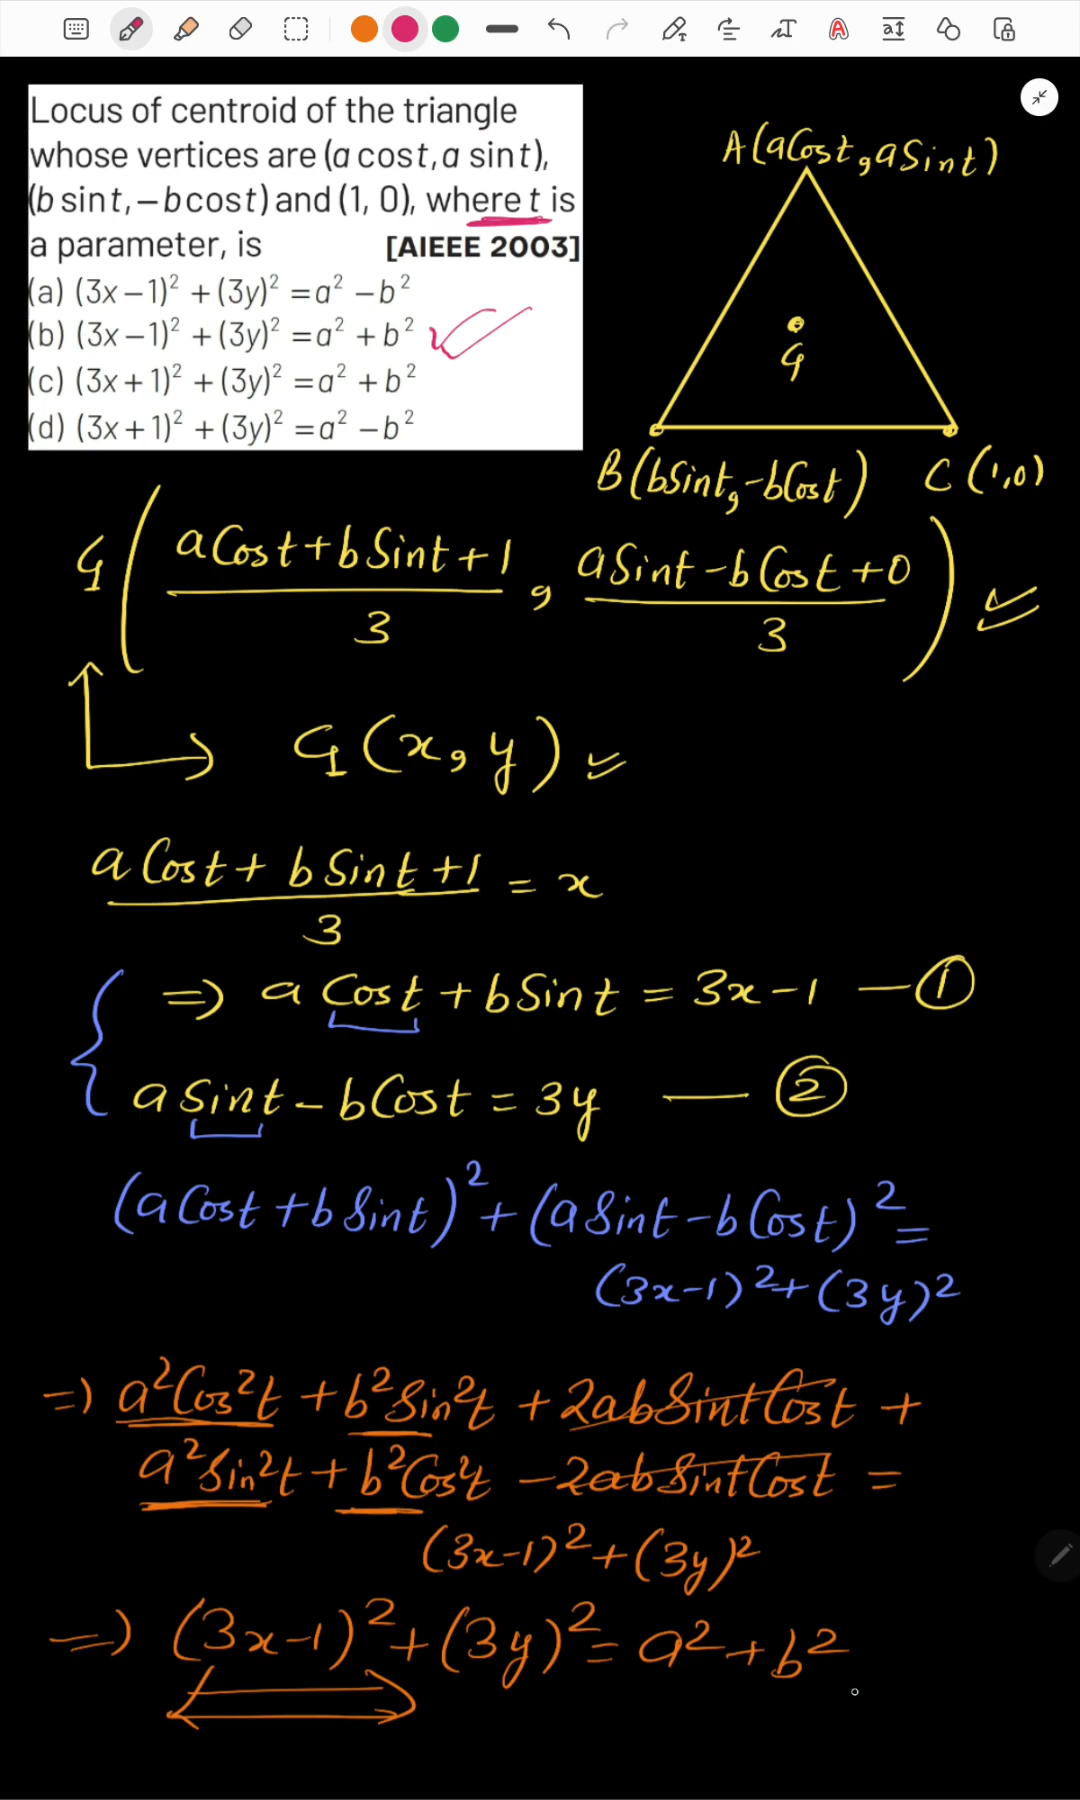 Locus of centroid of the triangle
whose vertices are (a cost, a sint),
(b sint, – b cost) and (1, 0), where t is
a parameter, is [AIEEE 2003]
(a) (3x – 1)² + (3y)² = a² – b²
(b) (3x – 1)² + (3y)² = a² + b²
(c) (3x + 1)² + (3y)² = a² + b²
(d) (3x + 1)² + (3y)² = a² – b²
A(aCost, aSint)
G
B(bSint, -bCost) C(1,0)
G( (aCost+bSint+1)/3 , (aSint-bCost+0)/3 )
G(x, y)
(aCost + bSint+1)/3 = x
=> a Cost + bSint = 3x-1 — ①
aSint - bCost = 3y — ②
(aCost + bSint)² + (aSint - bCost)² =
(3x-1)² + (3y)²
=> a²Cos²t + b²Sin²t + 2abSintCost +
a²Sin²t + b²Cos²t - 2abSintCost =
(3x-1)² + (3y)²
=> (3x-1)² + (3y)² = a² + b²